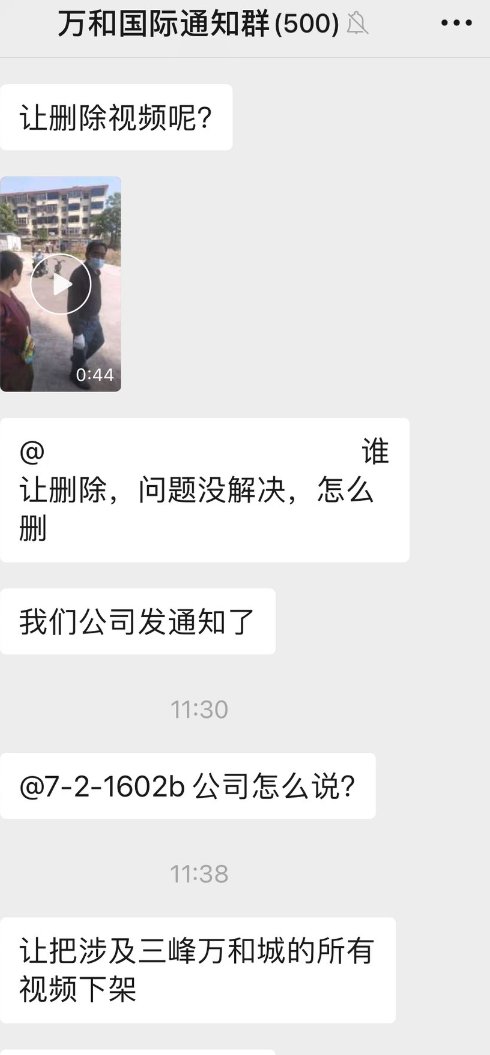 万和国际通知群(500)
让删除视频呢?
0:44
@ 谁
让删除，问题没解决，怎么
删
我们公司发通知了
11:30
@7-2-1602b 公司怎么说?
11:38
让把涉及三峰万和城的所有
视频下架